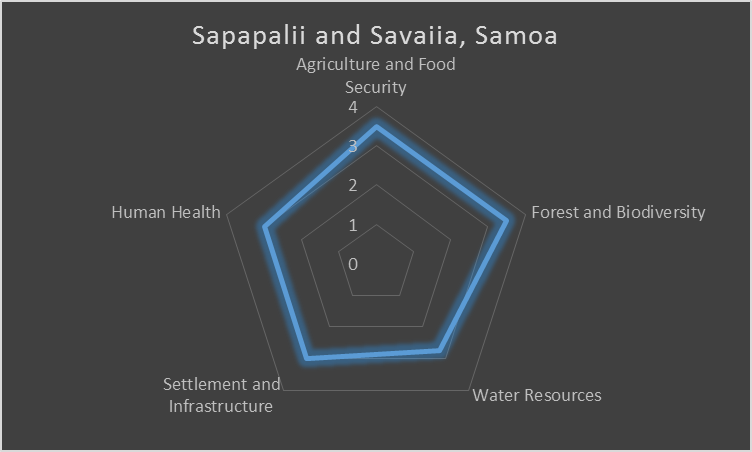 Sapapalii and Savaiia, Samoa
Agriculture and Food
Security
4
3
2
1
0
Human Health
Forest and Biodiversity
Settlement and
Infrastructure
Water Resources